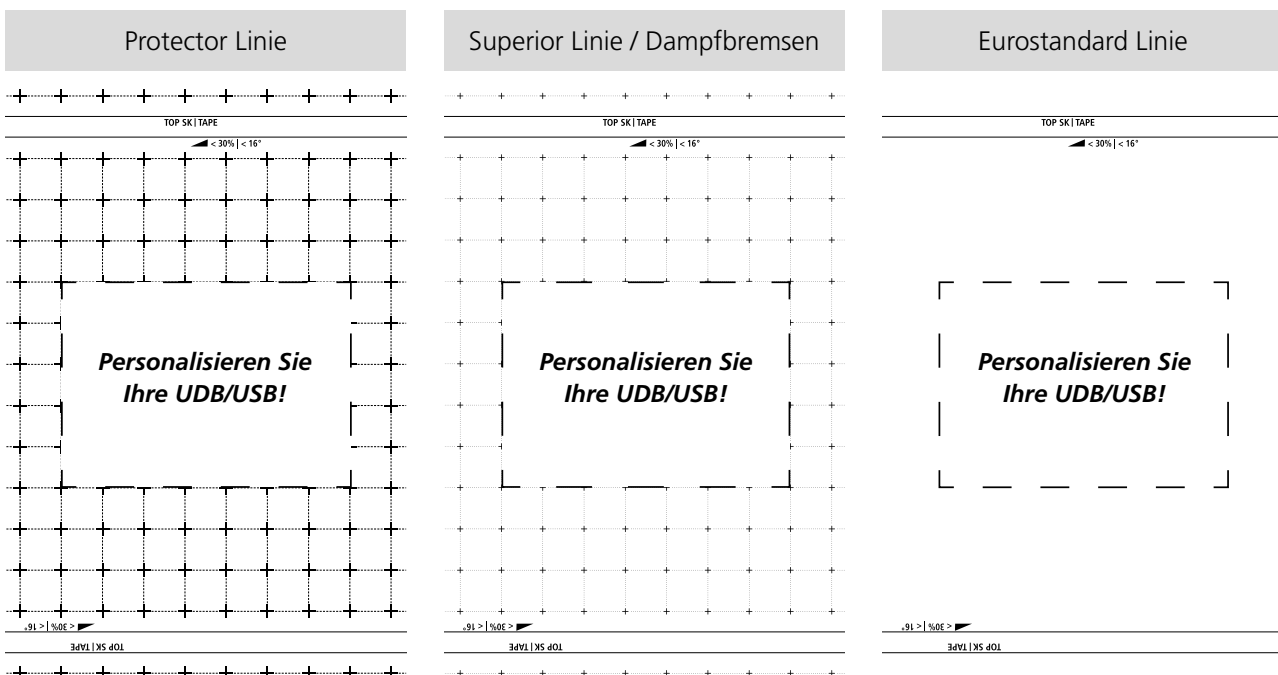 Protector Linie
Superior Linie / Dampfbremsen
Eurostandard Linie
TOP SK | TAPE
TOP SK | TAPE
TOP SK | TAPE
< 30% | < 16°
< 30% | < 16°
< 30% | < 16°
Personalisieren Sie
Ihre UDB/USB!
Personalisieren Sie
Ihre UDB/USB!
Personalisieren Sie
Ihre UDB/USB!
< 30% | < 16°
< 30% | < 16°
< 30% | < 16°
TOP SK | TAPE
TOP SK | TAPE
TOP SK | TAPE